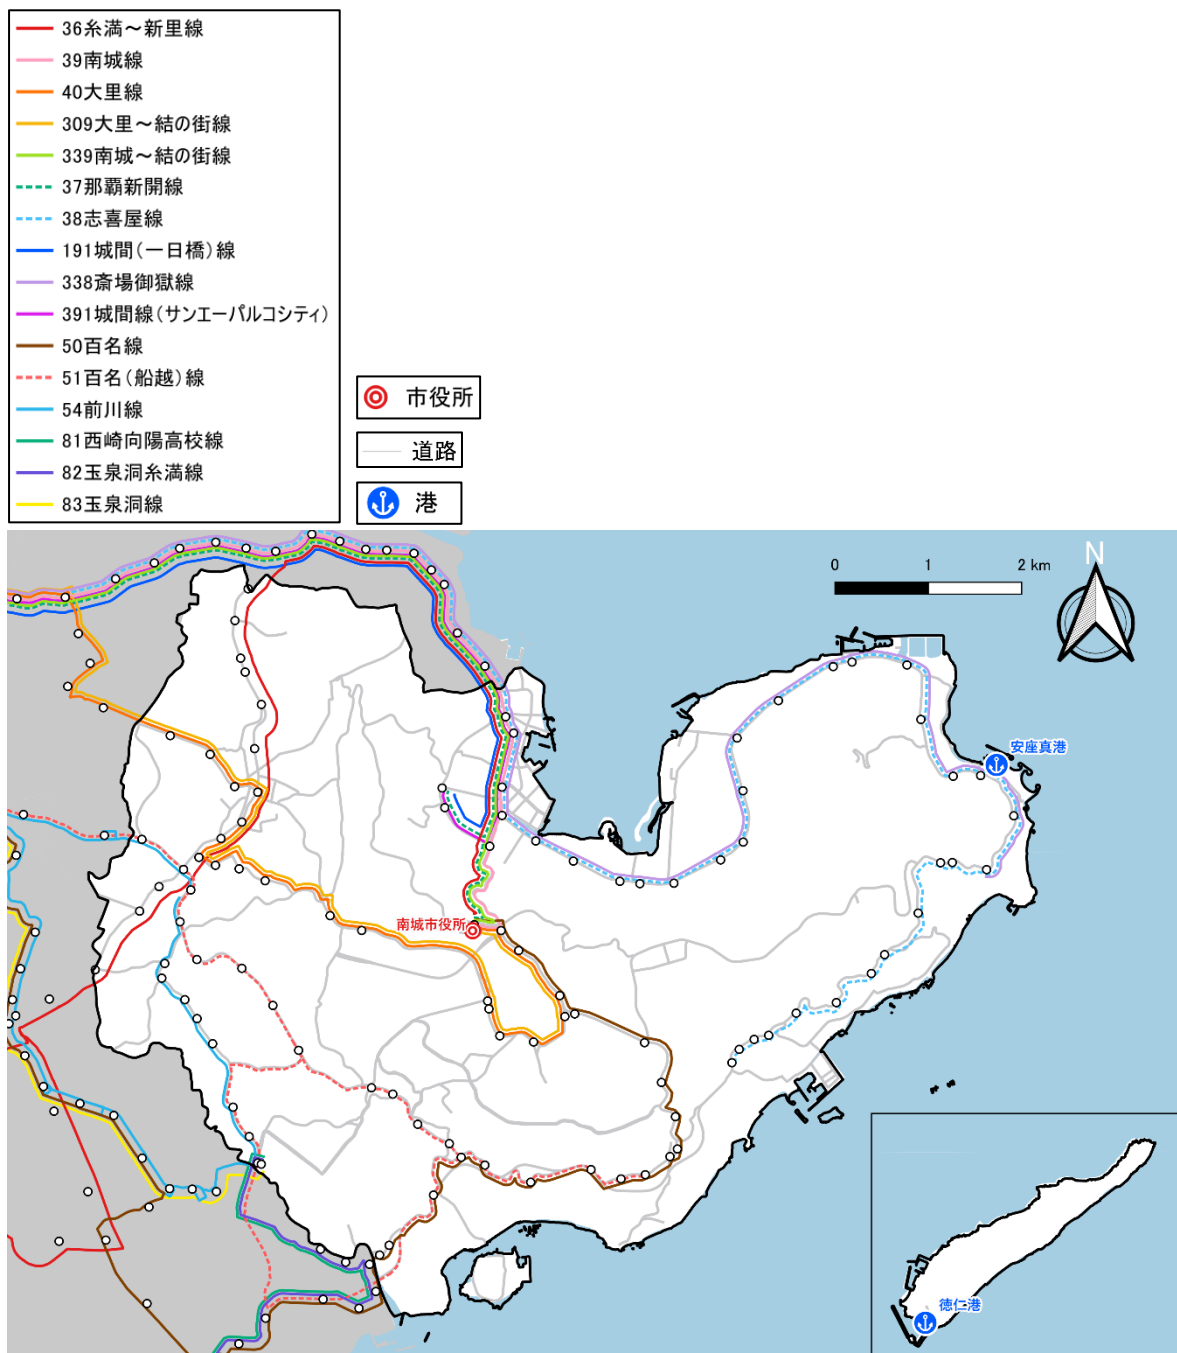 36糸満～新里線
39南城線
40大里線
309大里～結の街線
339南城～結の街線
37那覇新開線
38志喜屋線
191城間(一日橋)線
338斎場御獄線
391城間線(サンエーパルコシティ)
50百名線
51百名(船越)線
54前川線
81西崎向陽高校線
82玉泉洞糸満線
83玉泉洞線
市役所
道路
港
0 1 2 km
N
安座真港
南城市役所
徳仁港